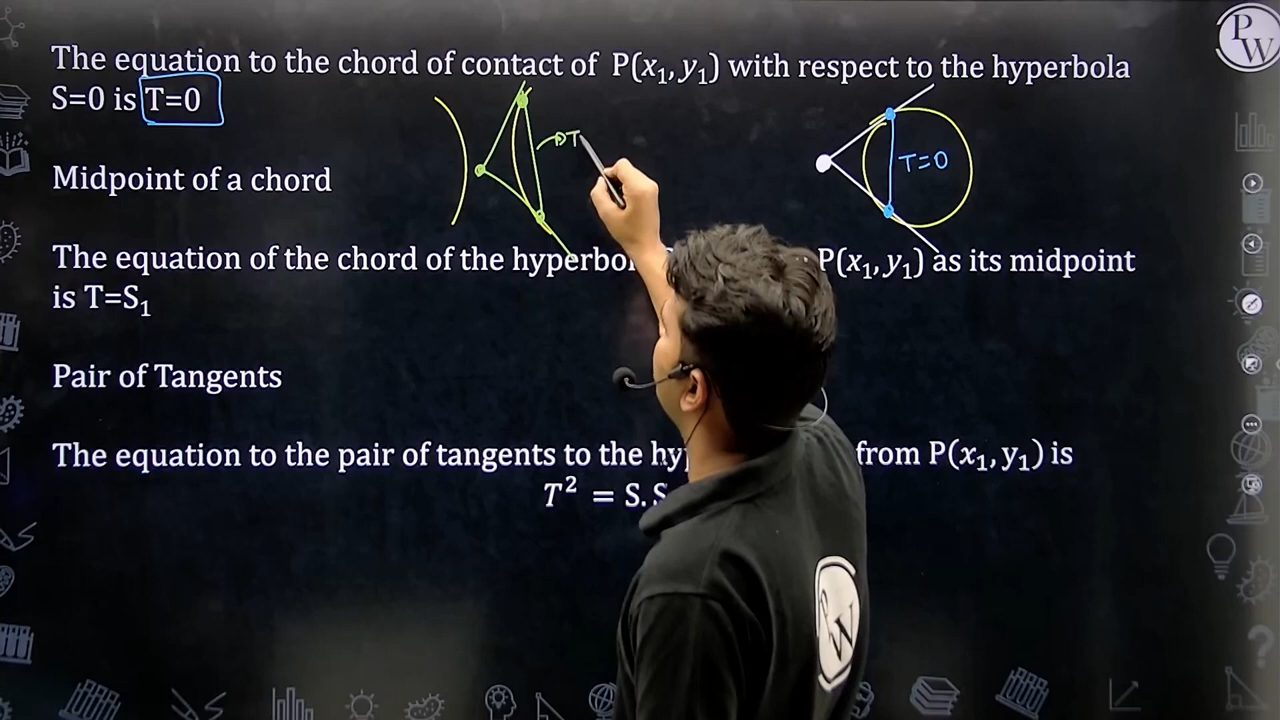 The equation to the chord of contact of P(x₁, y₁) with respect to the hyperbola
S=0 is T=0
T
T=0
Midpoint of a chord
The equation of the chord of the P(x₁, y₁) as its midpoint
is T=S₁
Pair of Tangents
The equation to the pair of tangents to the from P(x₁, y₁) is
T² = S.S
PW
PW